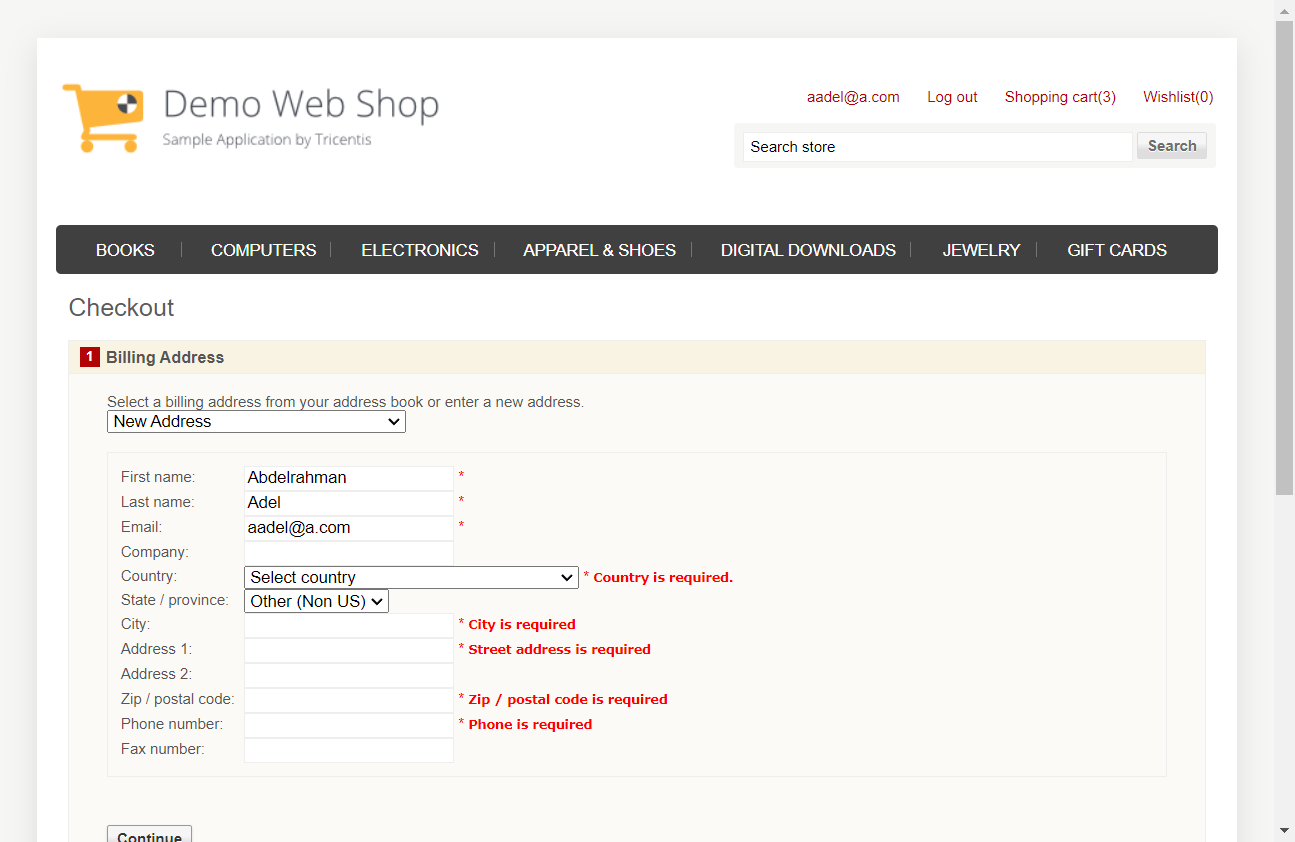 Demo Web Shop
Sample Application by Tricentis
aadel@a.com Log out Shopping cart(3) Wishlist(0)
Search store Search
BOOKS COMPUTERS ELECTRONICS APPAREL & SHOES DIGITAL DOWNLOADS JEWELRY GIFT CARDS
Checkout
1 Billing Address
Select a billing address from your address book or enter a new address.
New Address
First name: Abdelrahman *
Last name: Adel *
Email: aadel@a.com *
Company:
Country: Select country * Country is required.
State / province: Other (Non US)
City: * City is required
Address 1: * Street address is required
Address 2:
Zip / postal code: * Zip / postal code is required
Phone number: * Phone is required
Fax number:
Continue